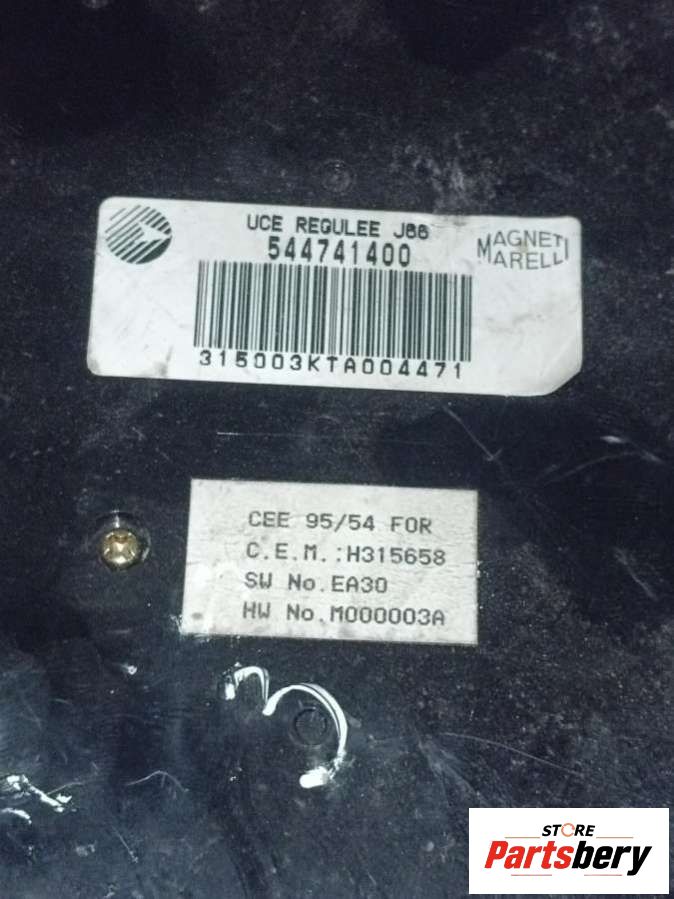 UCE REGULEE J66
544741400
MAGNETI
MARELLI
315003KTA004471
CEE 95/54 FOR
C.E.M.:H315658
SW No.EA30
HW No.M000003A
STORE
Partsbery